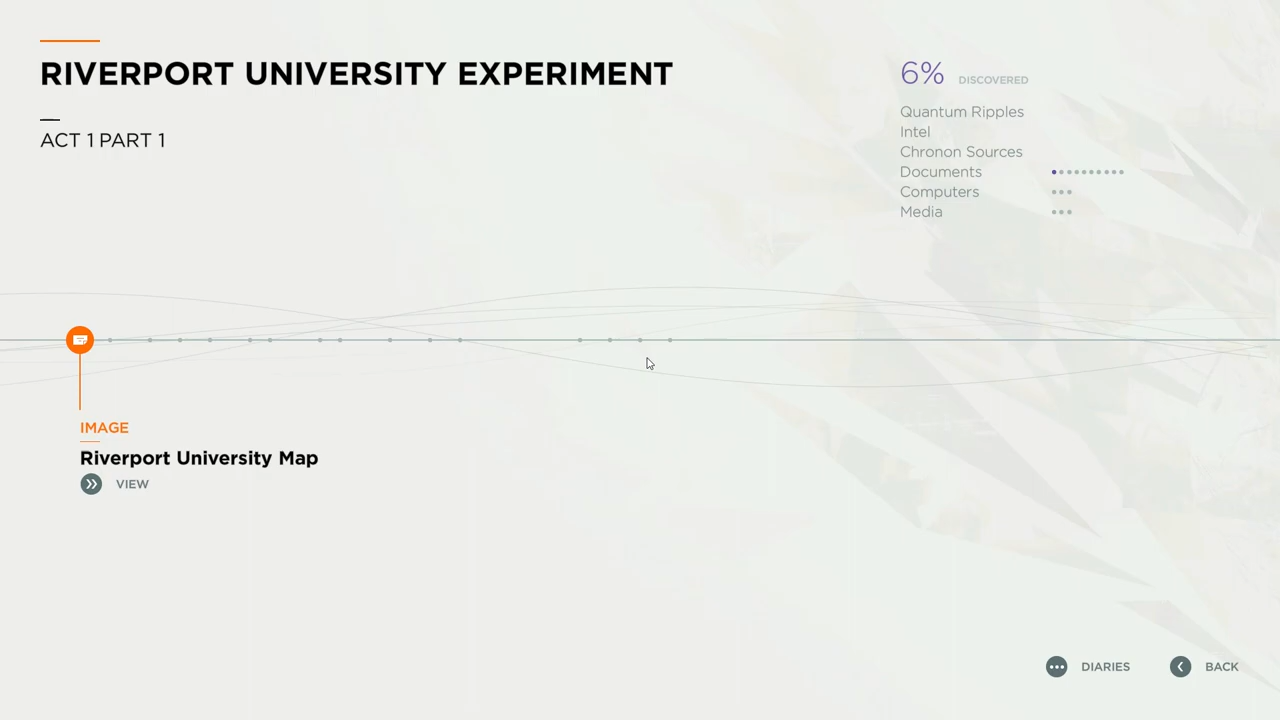 RIVERPORT UNIVERSITY EXPERIMENT
ACT 1 PART 1
6% DISCOVERED
Quantum Ripples
Intel
Chronon Sources
Documents
Computers
Media
IMAGE
Riverport University Map
VIEW
DIARIES
BACK